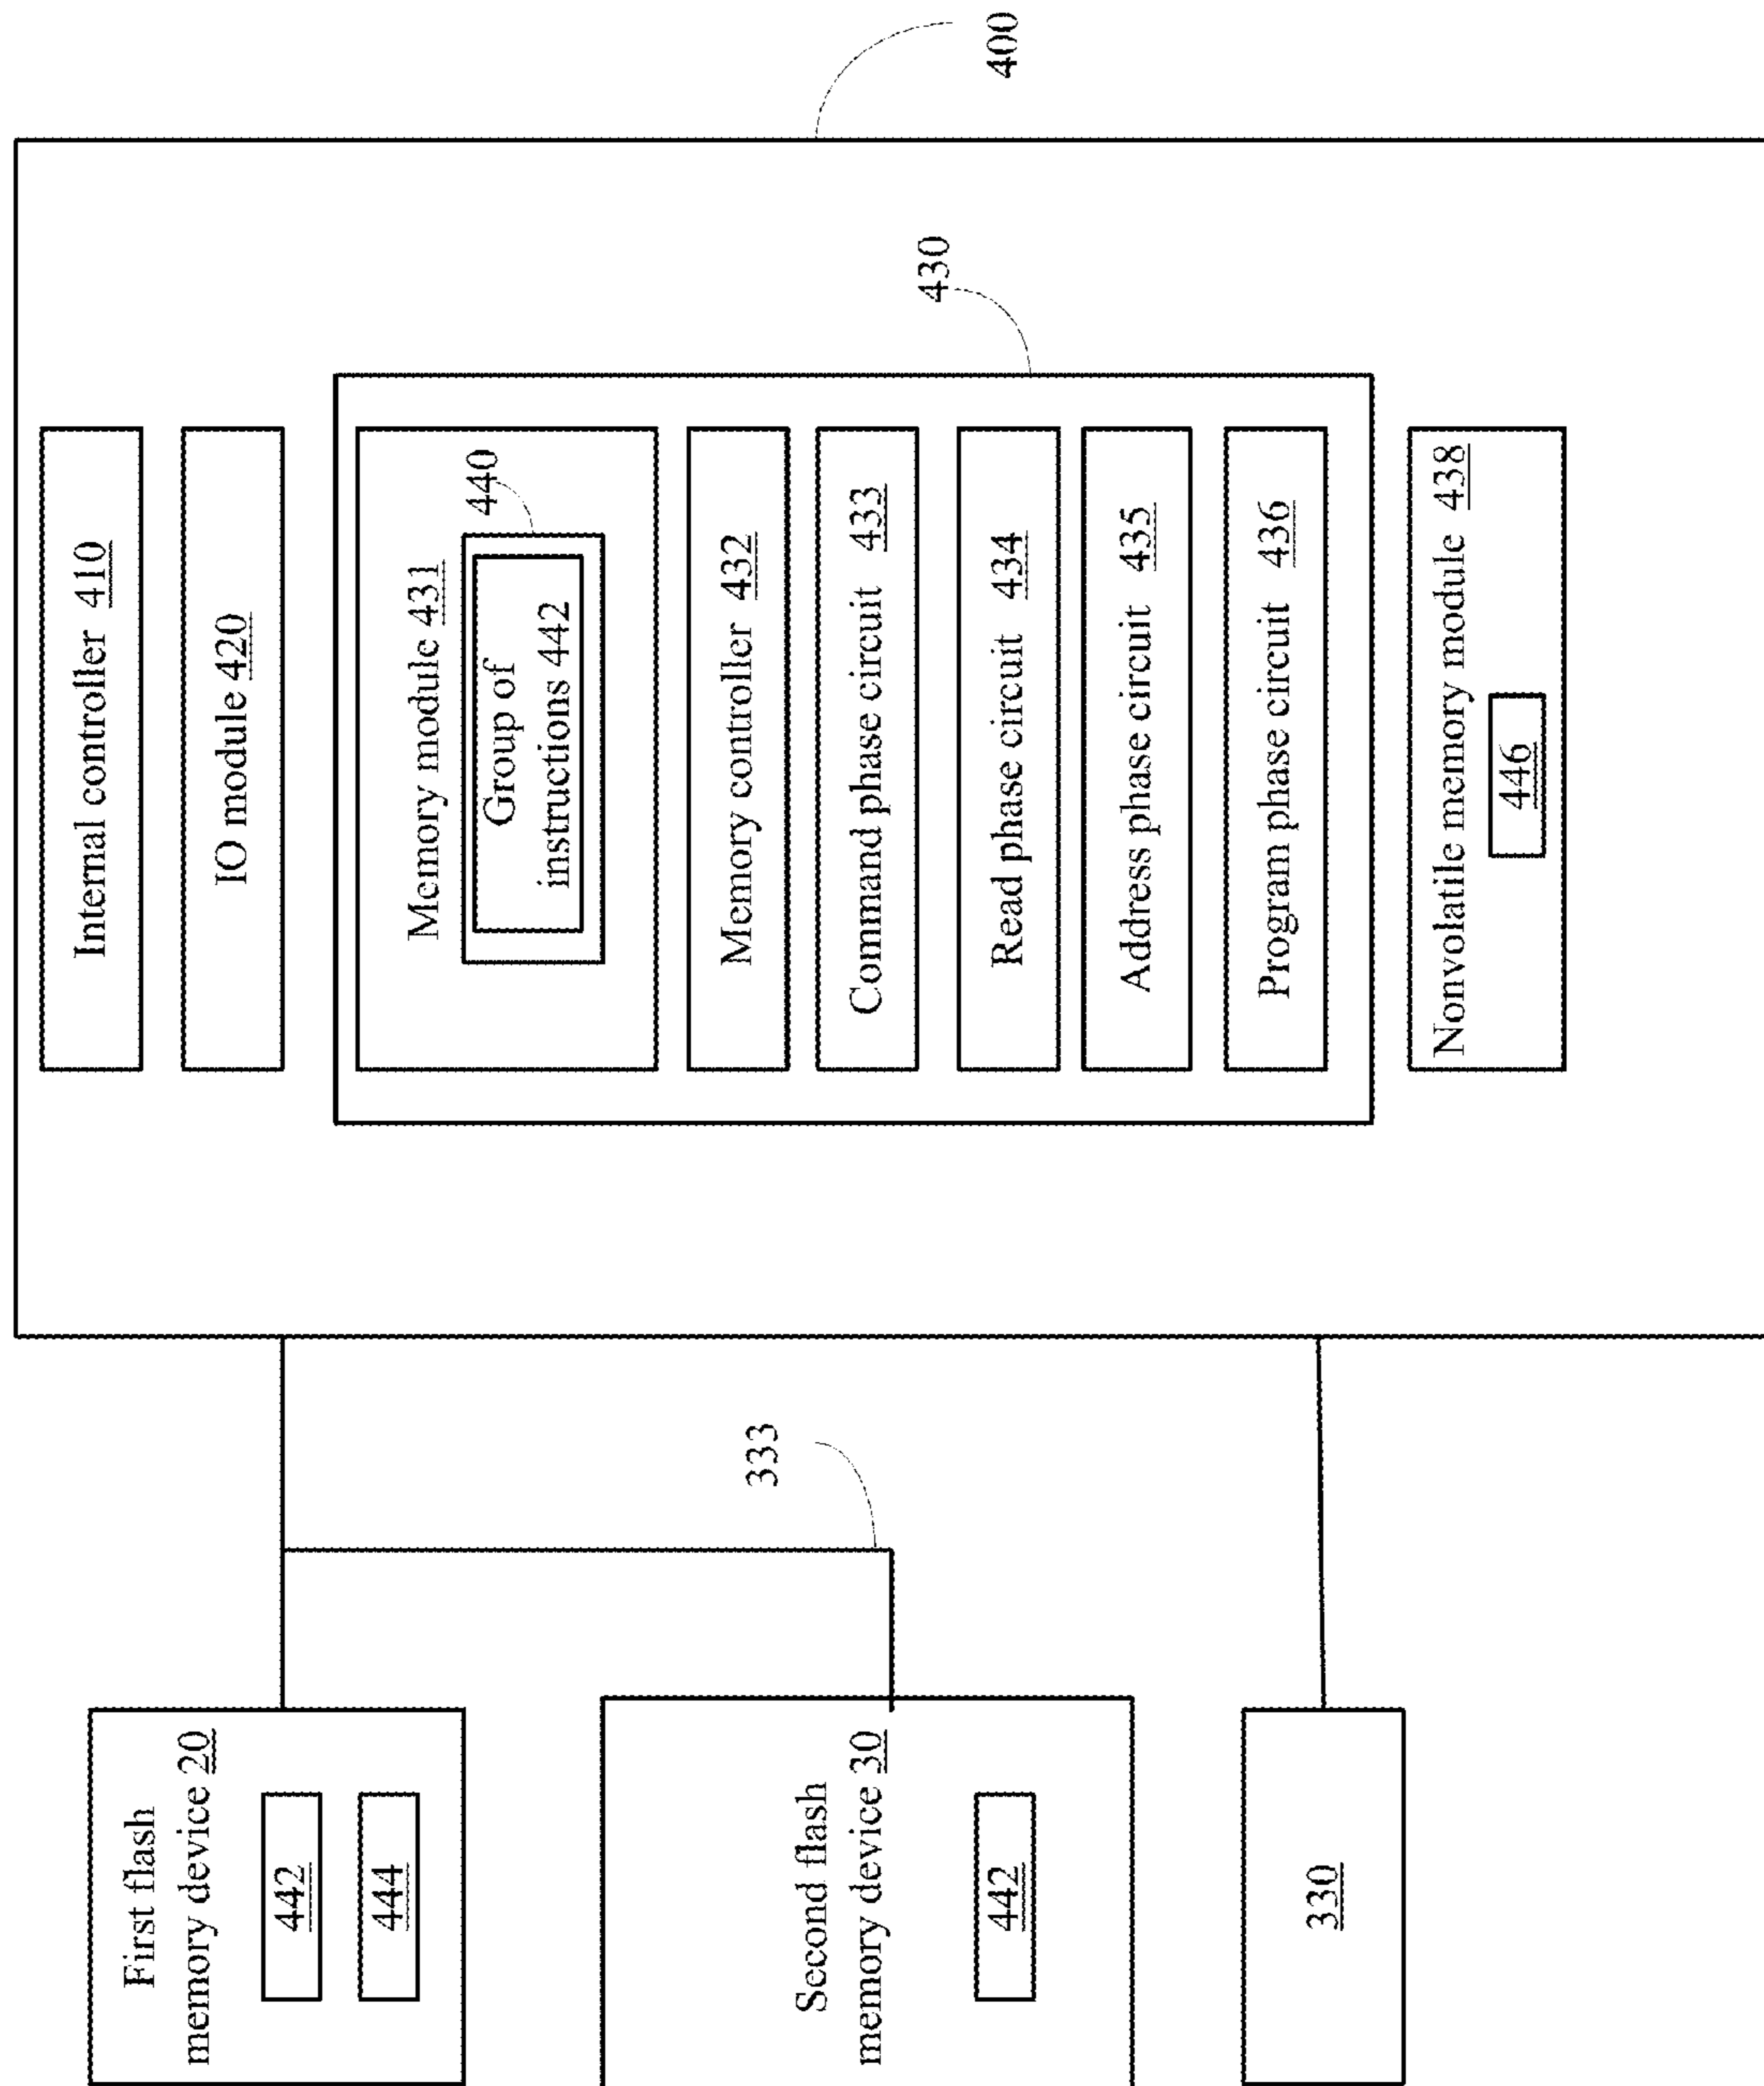 First flash
memory device 20
442
444
Second flash
memory device 30
442
330
333
Internal controller 410
IO module 420
Memory module 431
440
Group of
instructions 442
Memory controller 432
Command phase circuit 433
Read phase circuit 434
Address phase circuit 435
Program phase circuit 436
430
Nonvolatile memory module 438
446
400